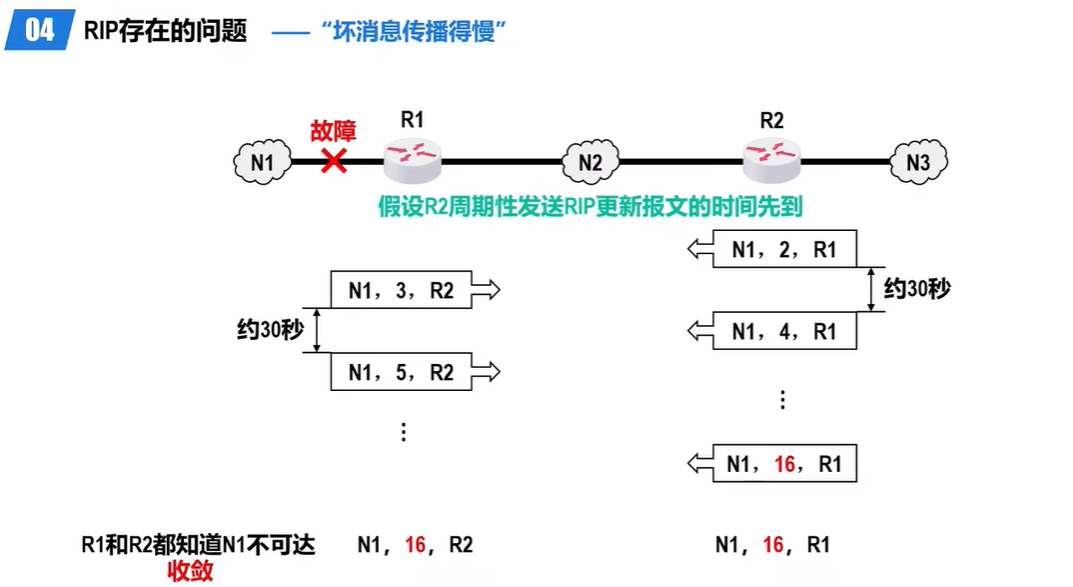 04 RIP存在的问题 —— “坏消息传播得慢”
故障
R1
R2
N1
N2
N3
假设R2周期性发送RIP更新报文的时间先到
N1，2，R1
N1，3，R2
约30秒
约30秒
N1，4，R1
N1，5，R2
⋮
⋮
N1，16，R1
R1和R2都知道N1不可达
收敛
N1，16，R2
N1，16，R1